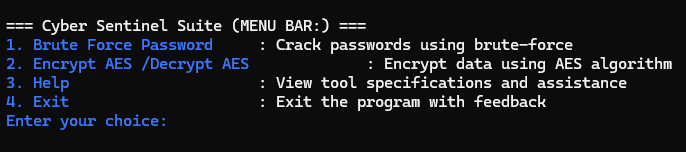 === Cyber Sentinel Suite (MENU BAR:) ===
1. Brute Force Password     : Crack passwords using brute-force
2. Encrypt AES /Decrypt AES             : Encrypt data using AES algorithm
3. Help                     : View tool specifications and assistance
4. Exit                     : Exit the program with feedback
Enter your choice: